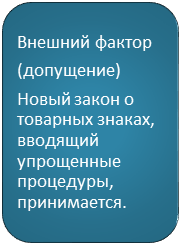 Внешний фактор
(допущение)
Новый закон о
товарных знаках,
вводящий
упрощенные
процедуры,
принимается.